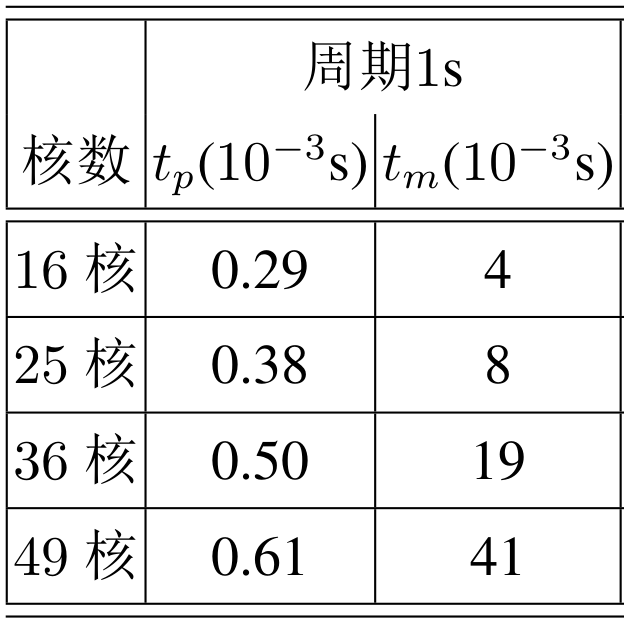 周期1s
核数 t_p(10⁻³s) t_m(10⁻³s)
16 核 0.29 4
25 核 0.38 8
36 核 0.50 19
49 核 0.61 41